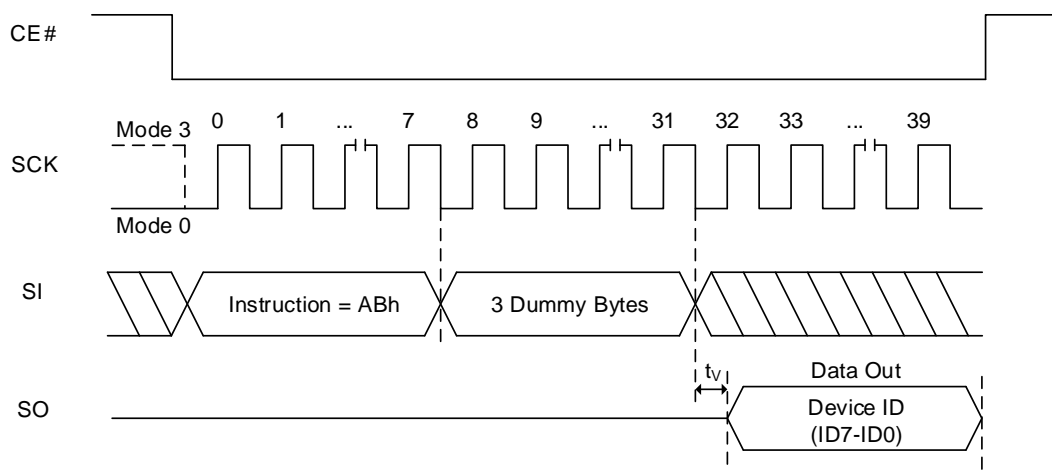 CE#
0 1 ... 7 8 9 ... 31 32 33 ... 39
Mode 3
SCK
Mode 0
SI
Instruction = ABh
3 Dummy Bytes
tV
Data Out
SO
Device ID
(ID7-ID0)